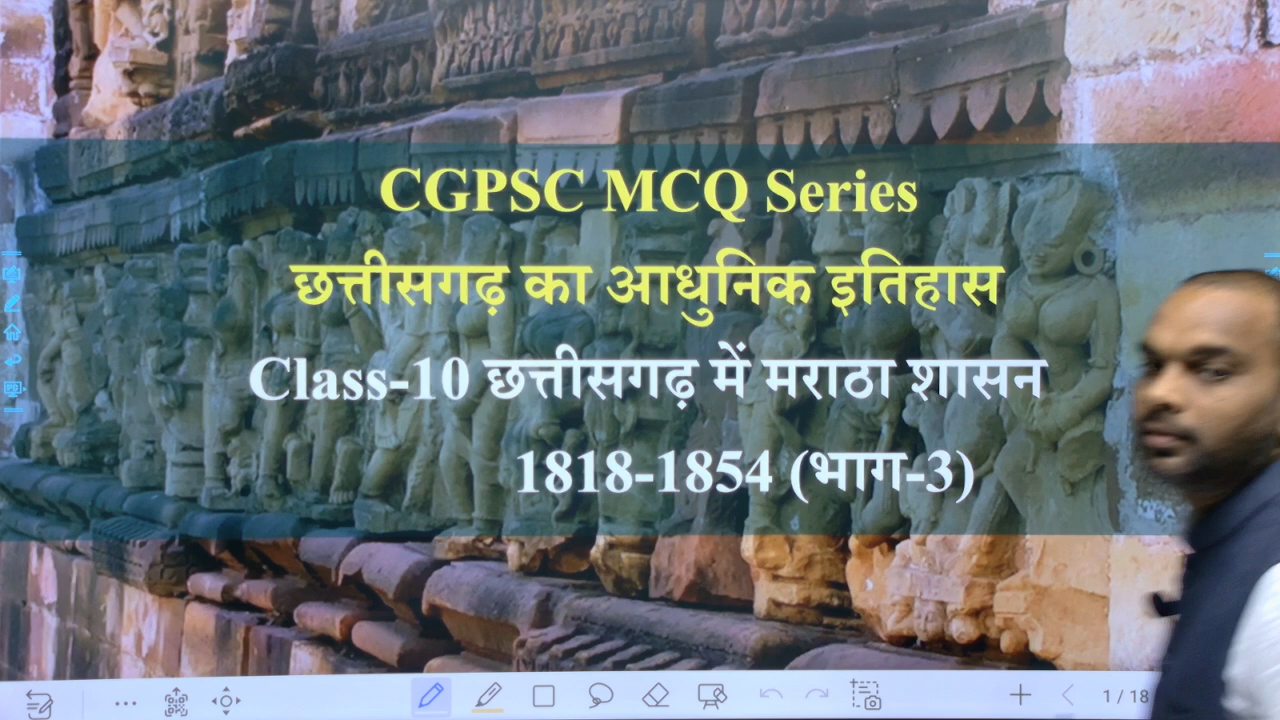 CGPSC MCQ Series
छत्तीसगढ़ का आधुनिक इतिहास
Class-10 छत्तीसगढ़ में मराठा शासन
1818-1854 (भाग-3)
1 / 18